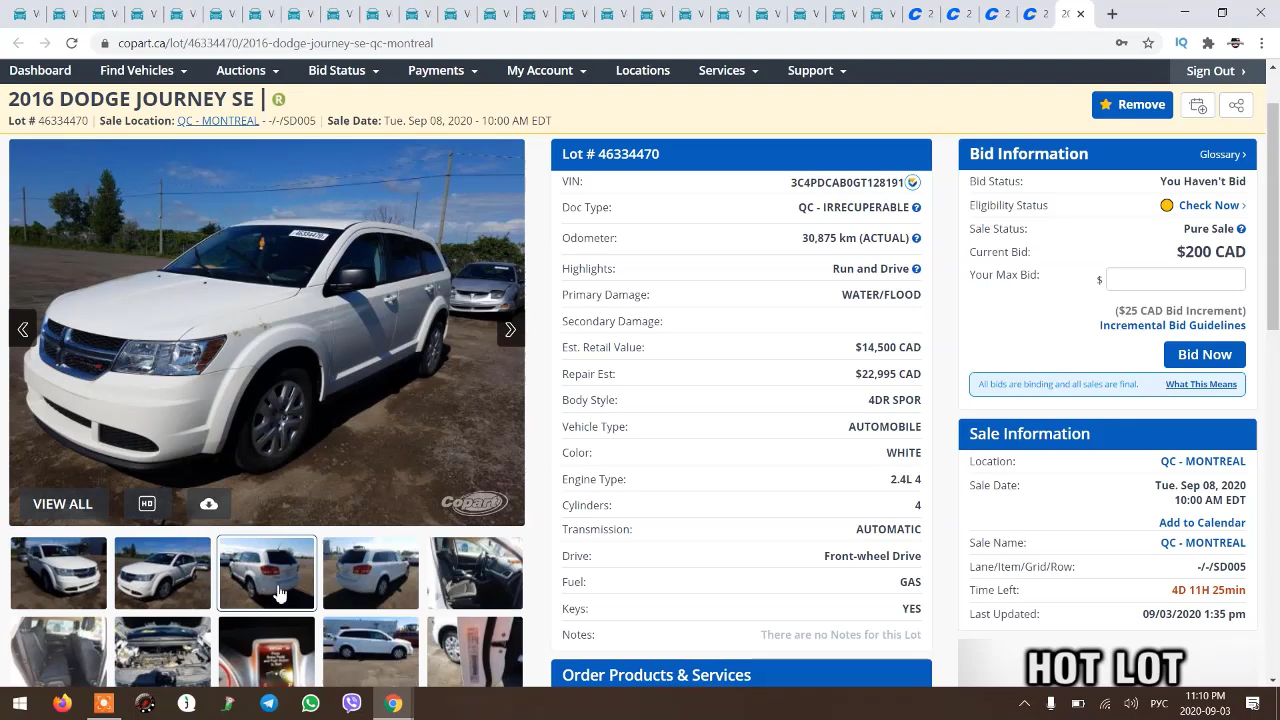 2
2
2
2
copart.ca/lot/46334470/2016-dodge-journey-se-qc-montreal
IQ
Dashboard
Find Vehicles
Auctions
Bid Status
Payments
My Account
Locations
Services
Support
Sign Out
2016 DODGE JOURNEY SE | R
Remove
Lot # 46334470 | Sale Location: QC - MONTREAL - -/-/SD005 | Sale Date: Tue. Sep 08, 2020 - 10:00 AM EDT
46334470
VIEW ALL
HD
Copart
Lot # 46334470
VIN: 3C4PDCAB0GT128191
Doc Type: QC - IRRECUPERABLE
Odometer: 30,875 km (ACTUAL)
Highlights: Run and Drive
Primary Damage: WATER/FLOOD
Secondary Damage:
Est. Retail Value: $14,500 CAD
Repair Est: $22,995 CAD
Body Style: 4DR SPOR
Vehicle Type: AUTOMOBILE
Color: WHITE
Engine Type: 2.4L 4
Cylinders: 4
Transmission: AUTOMATIC
Drive: Front-wheel Drive
Fuel: GAS
Keys: YES
Notes: There are no Notes for this Lot
Order Products & Services
Bid Information Glossary
Bid Status: You Haven't Bid
Eligibility Status Check Now
Sale Status: Pure Sale
Current Bid: $200 CAD
Your Max Bid: $
($25 CAD Bid Increment)
Incremental Bid Guidelines
Bid Now
All bids are binding and all sales are final. What This Means
Sale Information
Location: QC - MONTREAL
Sale Date: Tue. Sep 08, 2020
10:00 AM EDT
Add to Calendar
Sale Name: QC - MONTREAL
Lane/Item/Grid/Row: -/-/SD005
Time Left: 4D 11H 25min
Last Updated: 09/03/2020 1:35 pm
HOT LOT
РУС
11:10 PM
2020-09-03